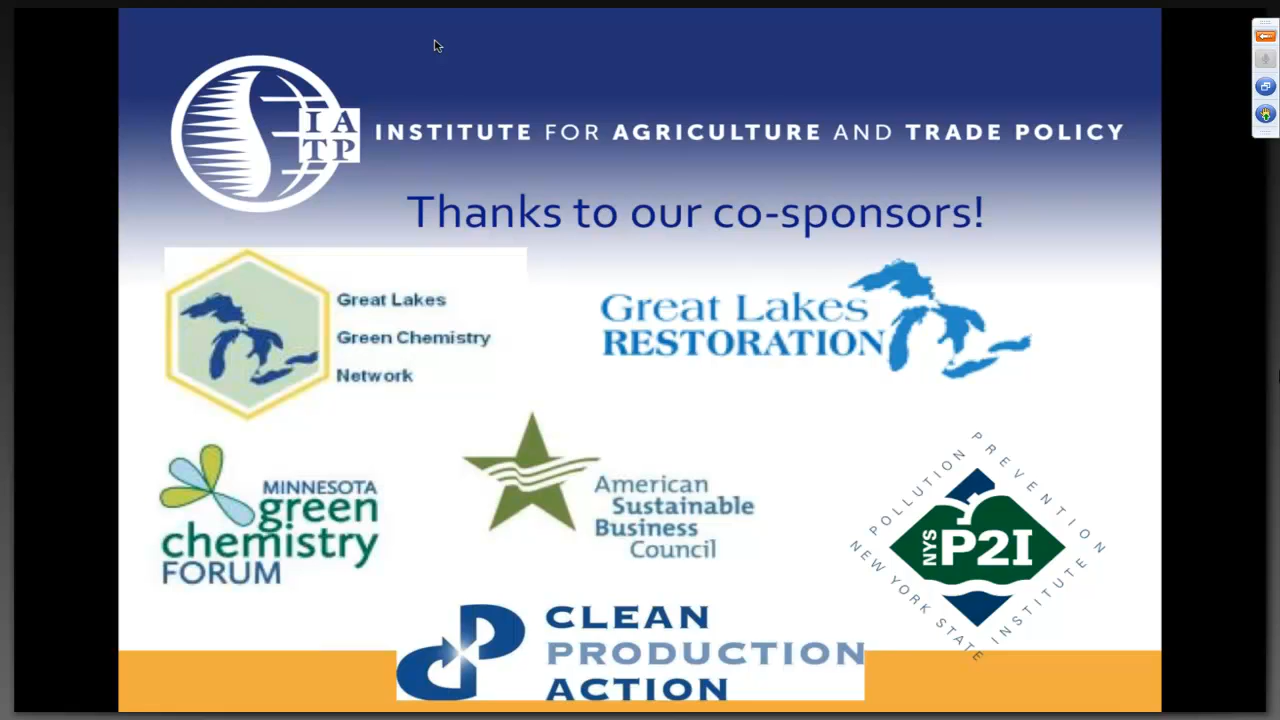 IA
TP
INSTITUTE FOR AGRICULTURE AND TRADE POLICY
Thanks to our co-sponsors!
Great Lakes
Green Chemistry
Network
Great Lakes
RESTORATION
MINNESOTA
green
chemistry
FORUM
American
Sustainable
Business
Council
POLLUTION PREVENTION
NYS P2I
NEW YORK STATE INSTITUTE
CLEAN
PRODUCTION
ACTION